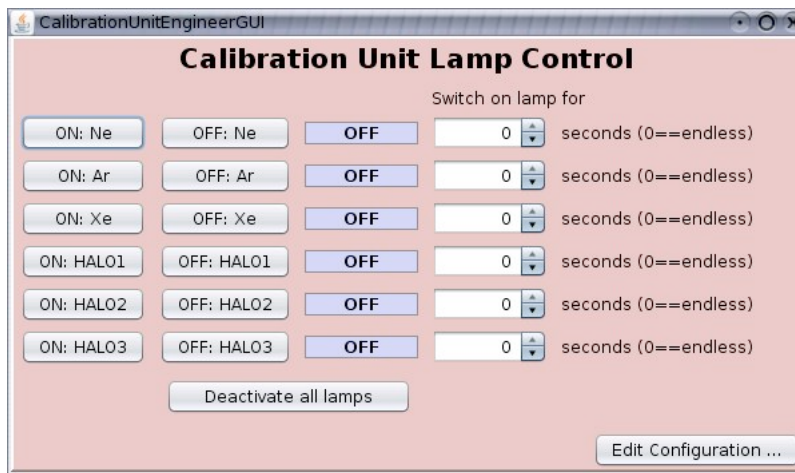 CalibrationUnitEngineerGUI
Calibration Unit Lamp Control
Switch on lamp for
ON: Ne OFF: Ne OFF 0 seconds (0==endless)
ON: Ar OFF: Ar OFF 0 seconds (0==endless)
ON: Xe OFF: Xe OFF 0 seconds (0==endless)
ON: HALO1 OFF: HALO1 OFF 0 seconds (0==endless)
ON: HALO2 OFF: HALO2 OFF 0 seconds (0==endless)
ON: HALO3 OFF: HALO3 OFF 0 seconds (0==endless)
Deactivate all lamps
Edit Configuration ...